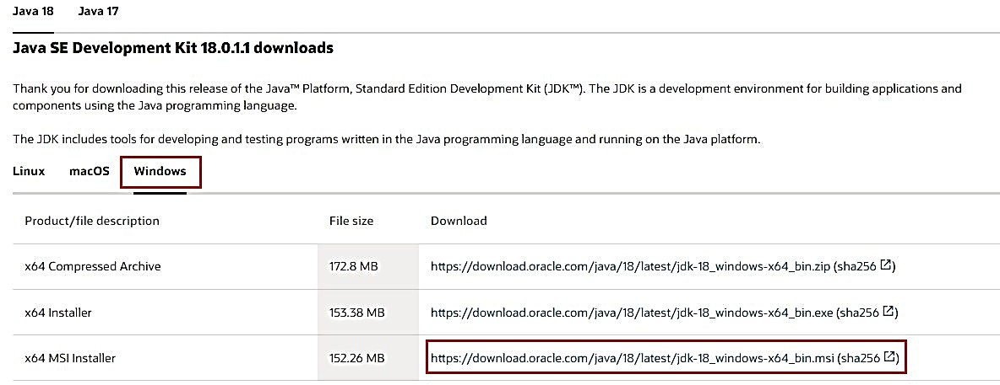 Java 18 Java 17
Java SE Development Kit 18.0.1.1 downloads
Thank you for downloading this release of the Java™ Platform, Standard Edition Development Kit (JDK™). The JDK is a development environment for building applications and
components using the Java programming language.
The JDK includes tools for developing and testing programs written in the Java programming language and running on the Java platform.
Linux macOS Windows
Product/file description File size Download
x64 Compressed Archive 172.8 MB https://download.oracle.com/java/18/latest/jdk-18_windows-x64_bin.zip (sha256)
x64 Installer 153.38 MB https://download.oracle.com/java/18/latest/jdk-18_windows-x64_bin.exe (sha256)
x64 MSI Installer 152.26 MB https://download.oracle.com/java/18/latest/jdk-18_windows-x64_bin.msi (sha256)